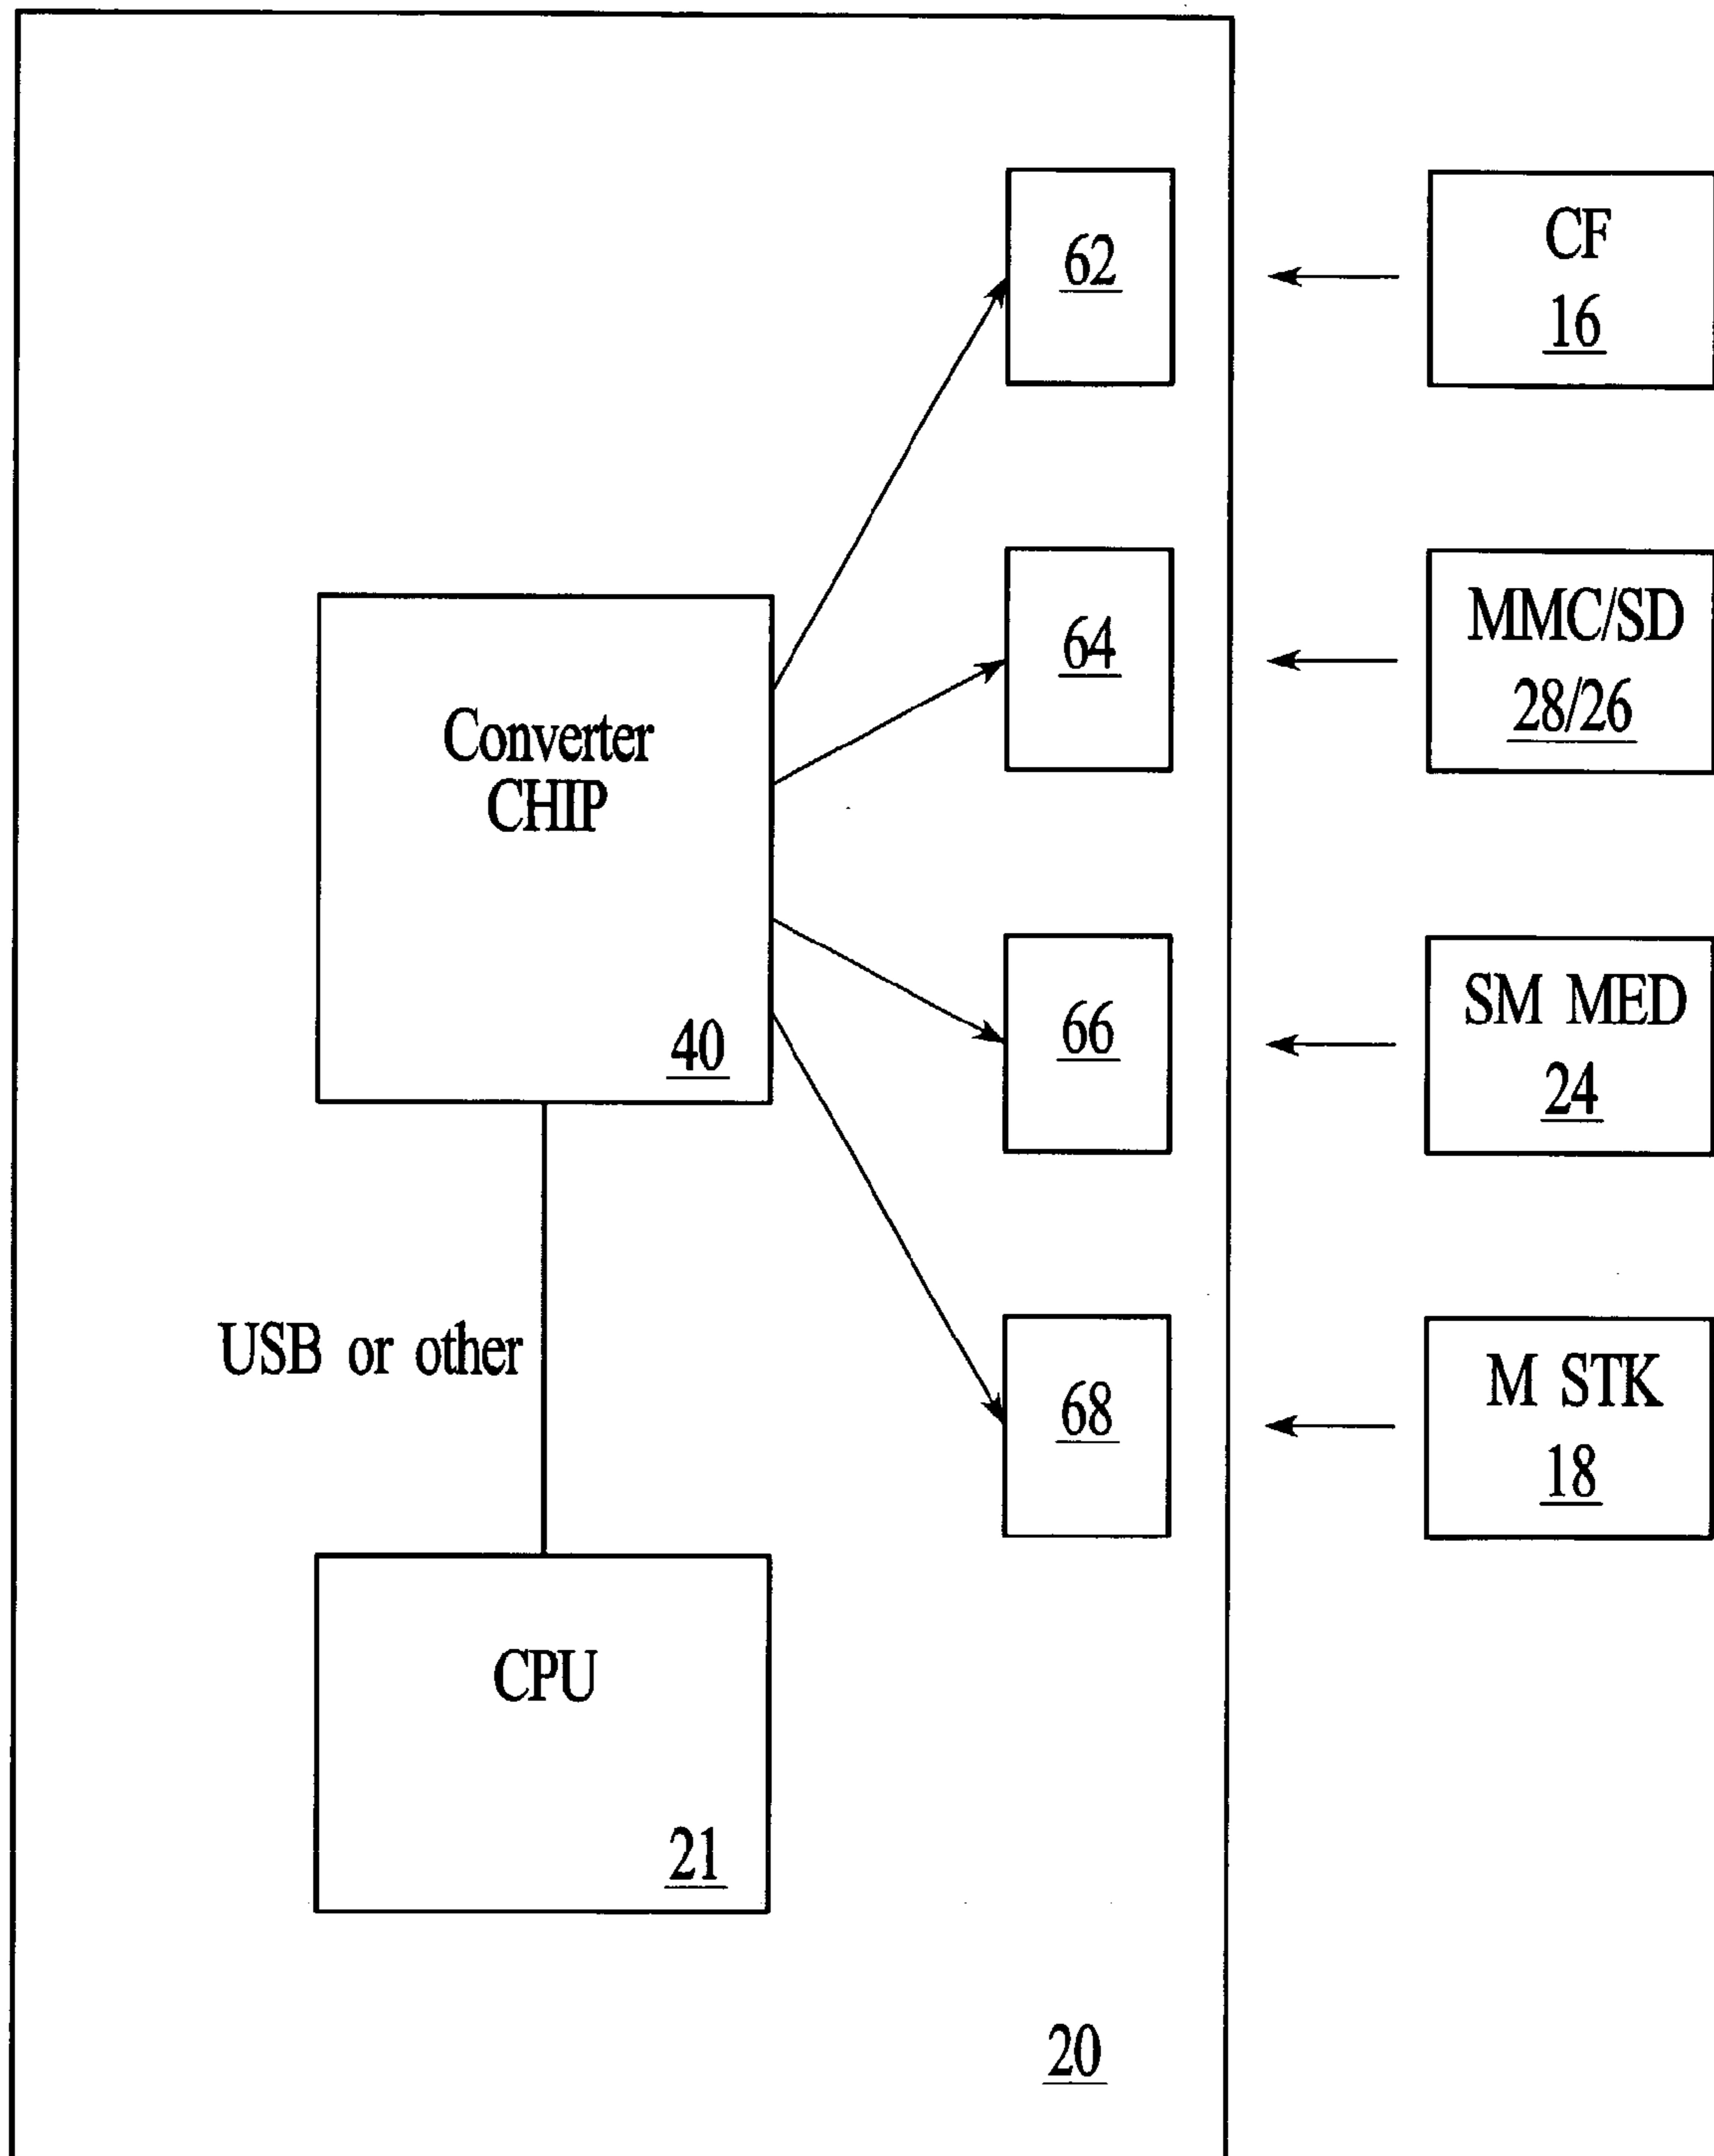 62
CF
16
64
MMC/SD
28/26
Converter
CHIP
40
66
SM MED
24
USB or other
68
M STK
18
CPU
21
20